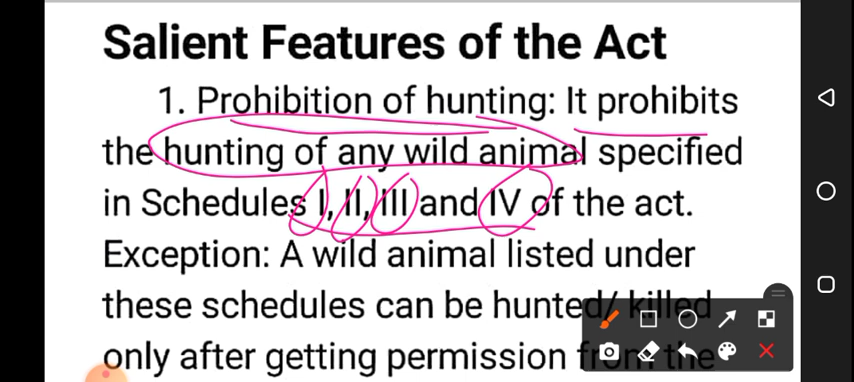 Salient Features of the Act
1. Prohibition of hunting: It prohibits
the hunting of any wild animal specified
in Schedules I, II, III and IV of the act.
Exception: A wild animal listed under
these schedules can be hunted/ killed
only after getting permission from the